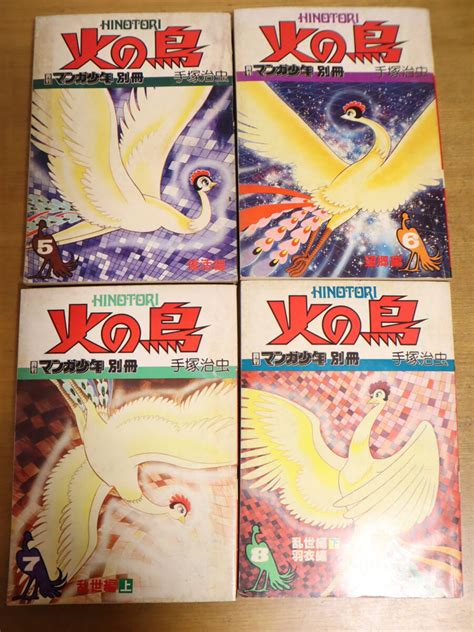 HINOTORI
火の鳥
月刊マンガ少年 別冊
手塚治虫
5
復活編
HINOTORI
火の鳥
月刊マンガ少年 別冊
手塚治虫
6
望郷編
HINOTORI
火の鳥
月刊マンガ少年 別冊
手塚治虫
7
乱世編 上
HINOTORI
火の鳥
月刊マンガ少年 別冊
手塚治虫
8
乱世編 下
羽衣編